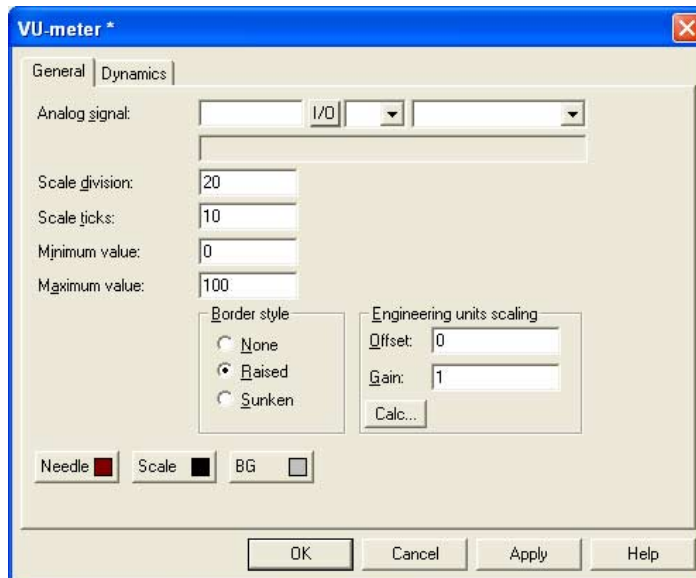 VU-meter *
General Dynamics
Analog signal: I/O
Scale division: 20
Scale ticks: 10
Minimum value: 0
Maximum value: 100
Border style
None
Raised
Sunken
Engineering units scaling
Offset: 0
Gain: 1
Calc...
Needle Scale BG
OK Cancel Apply Help